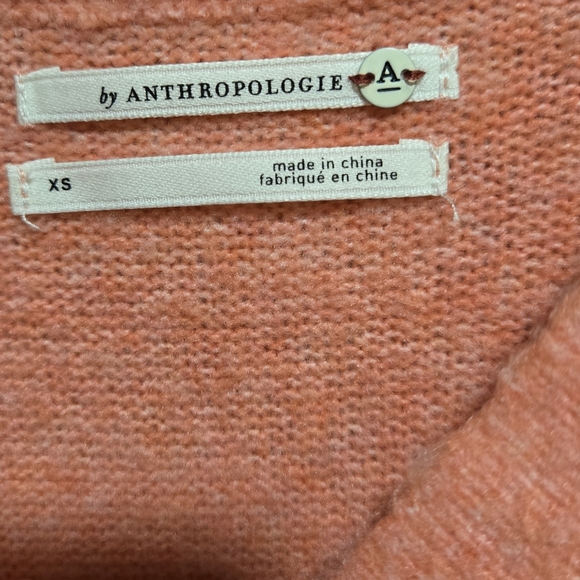 by ANTHROPOLOGIE A
XS
made in china
fabriqué en chine